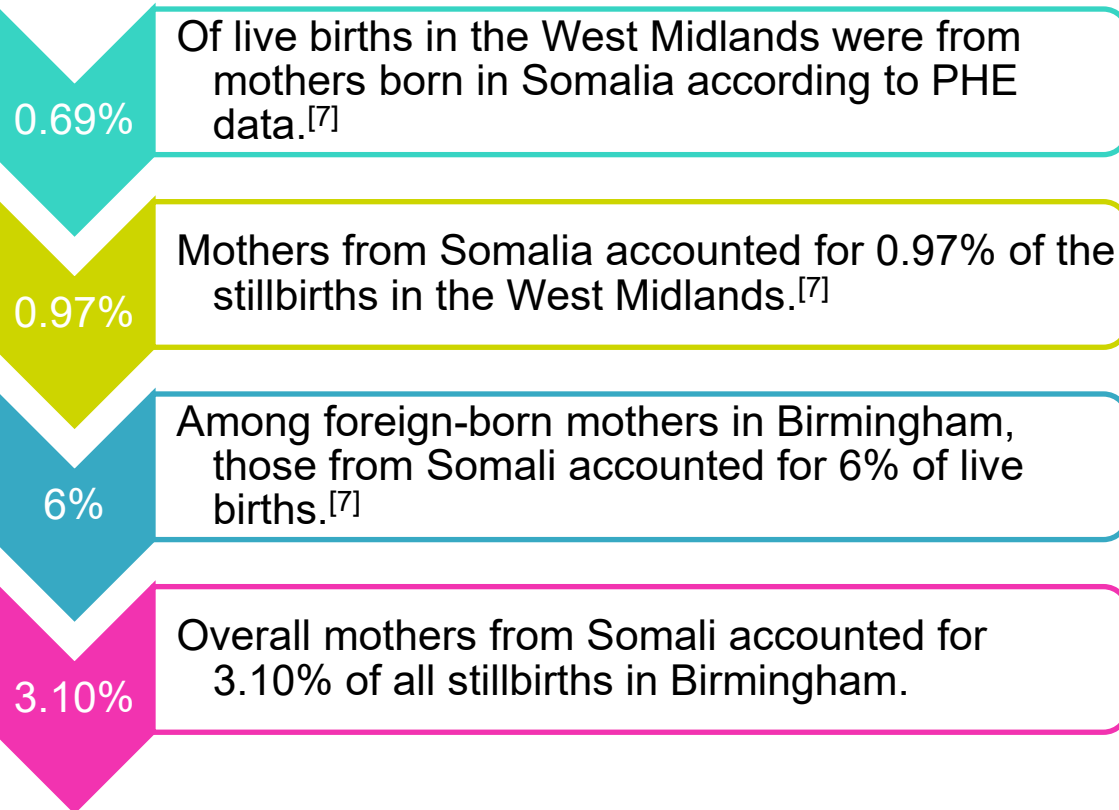 0.69%
Of live births in the West Midlands were from
mothers born in Somalia according to PHE
data.[7]
0.97%
Mothers from Somalia accounted for 0.97% of the
stillbirths in the West Midlands.[7]
6%
Among foreign-born mothers in Birmingham,
those from Somali accounted for 6% of live
births.[7]
3.10%
Overall mothers from Somali accounted for
3.10% of all stillbirths in Birmingham.